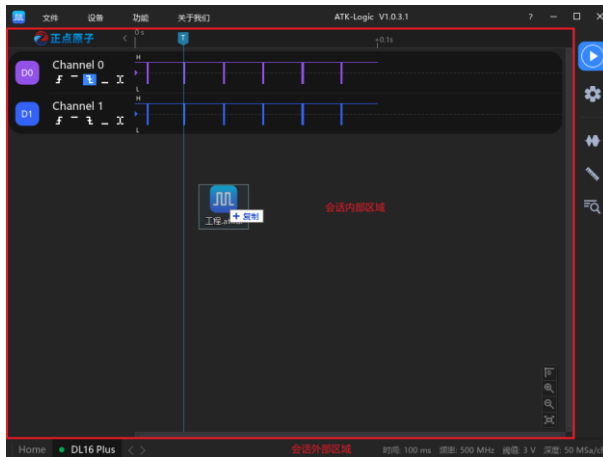 文件 设备 功能 关于我们 ATK-Logic V1.0.3.1
正点原子 0 s T +0.1s
D0 Channel 0 H
L
D1 Channel 1 H
L
+ 复制
会话内部区域
Home DL16 Plus 会话外部区域 时间: 100 ms 频率: 500 MHz 阈值: 3 V 深度: 50 MSa/ch